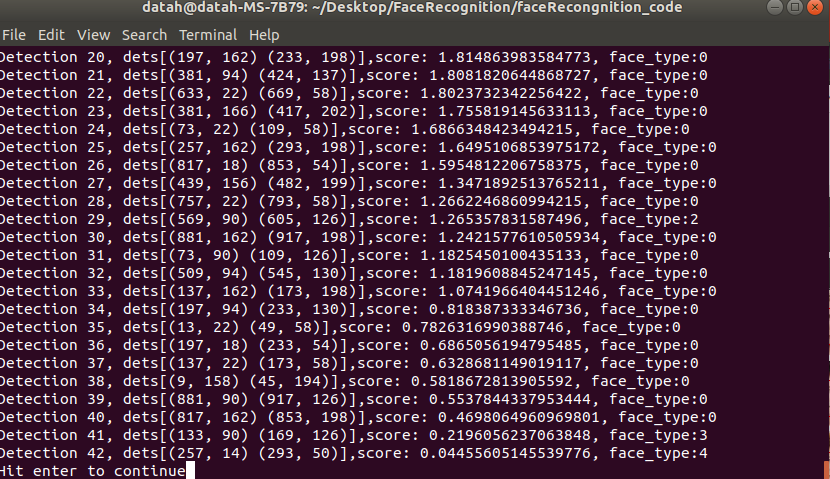 datah@datah-MS-7B79: ~/Desktop/FaceRecognition/faceRecongnition_code
File Edit View Search Terminal Help
Detection 20, dets[(197, 162) (233, 198)],score: 1.814863983584773, face_type:0
Detection 21, dets[(381, 94) (424, 137)],score: 1.8081820644868727, face_type:0
Detection 22, dets[(633, 22) (669, 58)],score: 1.8023732342256422, face_type:0
Detection 23, dets[(381, 166) (417, 202)],score: 1.755819145633113, face_type:0
Detection 24, dets[(73, 22) (109, 58)],score: 1.6866348423494215, face_type:0
Detection 25, dets[(257, 162) (293, 198)],score: 1.6495106853975172, face_type:0
Detection 26, dets[(817, 18) (853, 54)],score: 1.5954812206758375, face_type:0
Detection 27, dets[(439, 156) (482, 199)],score: 1.3471892513765211, face_type:0
Detection 28, dets[(757, 22) (793, 58)],score: 1.2662246860994215, face_type:0
Detection 29, dets[(569, 90) (605, 126)],score: 1.265357831587496, face_type:2
Detection 30, dets[(881, 162) (917, 198)],score: 1.2421577610505934, face_type:0
Detection 31, dets[(73, 90) (109, 126)],score: 1.1825450100435133, face_type:0
Detection 32, dets[(509, 94) (545, 130)],score: 1.1819608845247145, face_type:0
Detection 33, dets[(137, 162) (173, 198)],score: 1.0741966404451246, face_type:0
Detection 34, dets[(197, 94) (233, 130)],score: 0.818387333346736, face_type:0
Detection 35, dets[(13, 22) (49, 58)],score: 0.7826316990388746, face_type:0
Detection 36, dets[(197, 18) (233, 54)],score: 0.6865056194795485, face_type:0
Detection 37, dets[(137, 22) (173, 58)],score: 0.6328681149019117, face_type:0
Detection 38, dets[(9, 158) (45, 194)],score: 0.5818672813905592, face_type:0
Detection 39, dets[(881, 90) (917, 126)],score: 0.5537844337953444, face_type:0
Detection 40, dets[(817, 162) (853, 198)],score: 0.4698064960969801, face_type:0
Detection 41, dets[(133, 90) (169, 126)],score: 0.2196056237063848, face_type:3
Detection 42, dets[(257, 14) (293, 50)],score: 0.04455605145539776, face_type:4
Hit enter to continue